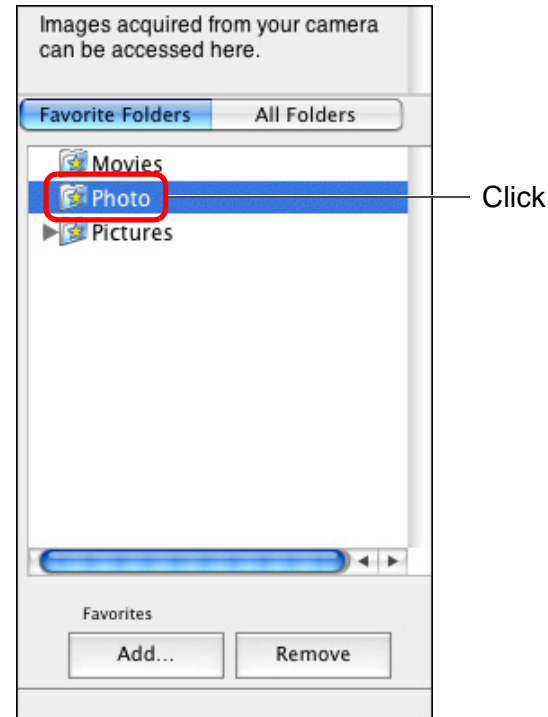 Images acquired from your camera
can be accessed here.
Favorite Folders All Folders
Movies
Photo
Click
Pictures
Favorites
Add... Remove